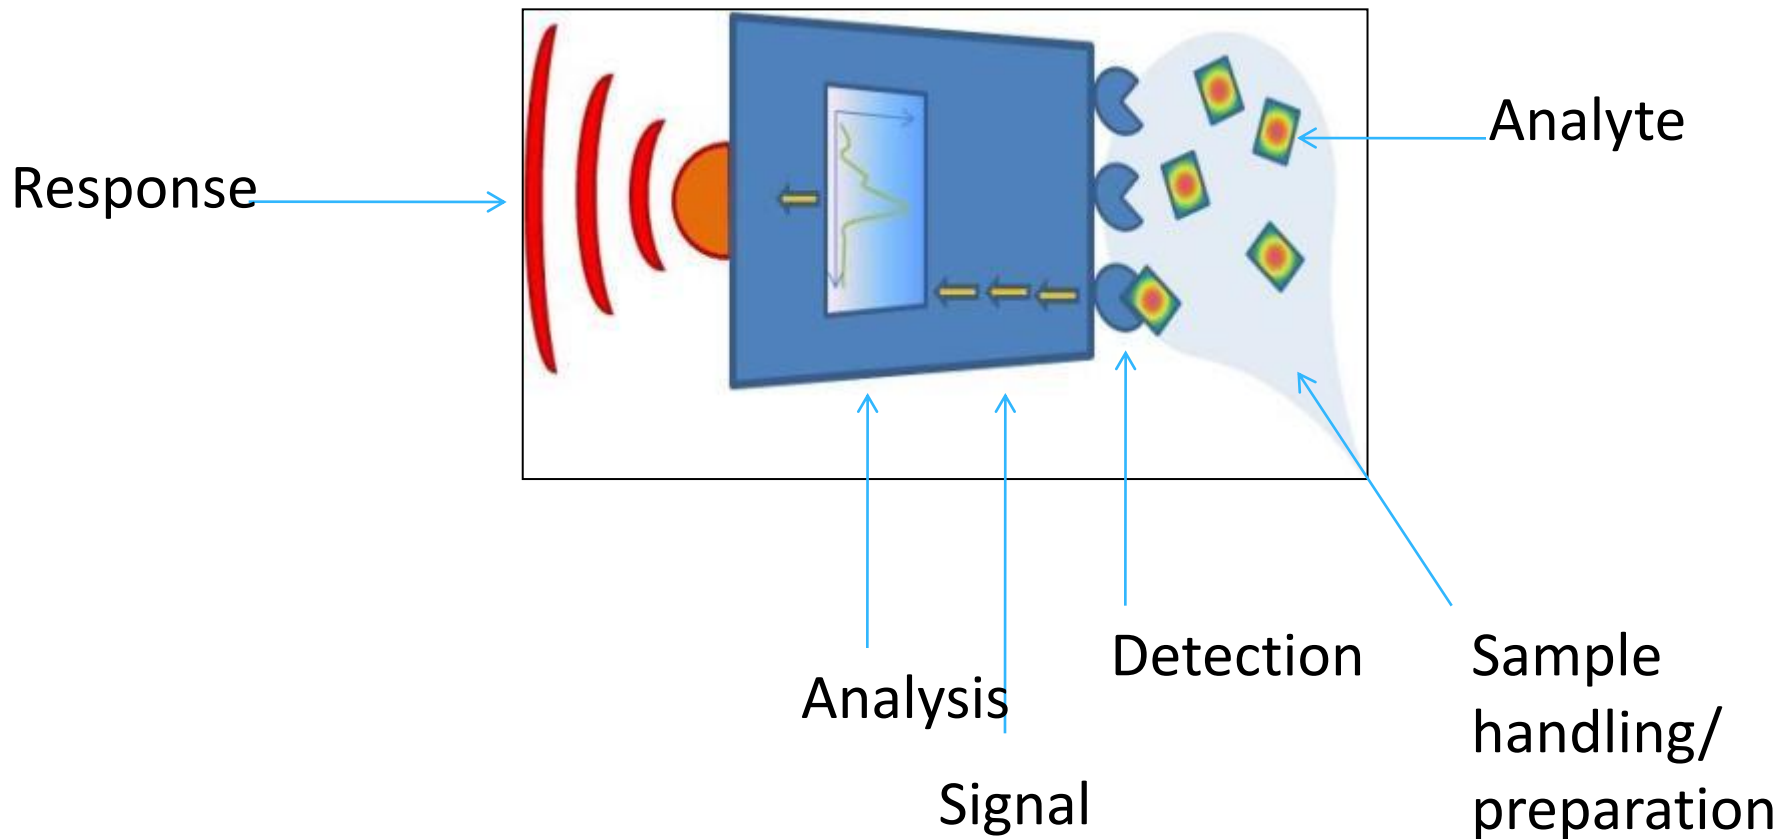 Analyte
Response
Detection
Sample
handling/
preparation
Analysis
Signal